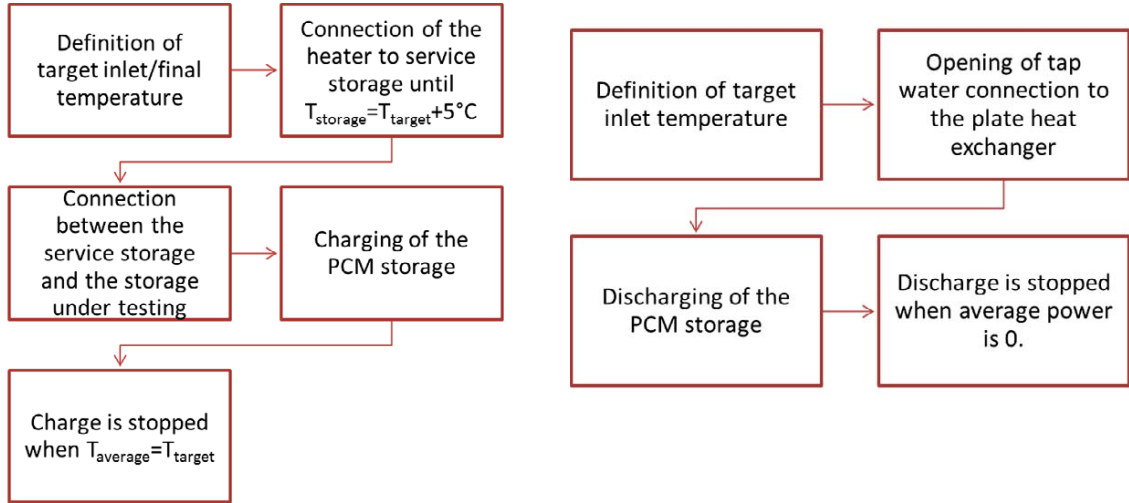 Definition of
target inlet/final
temperature
Connection of the
heater to service
storage until
Tstorage=Ttarget+5°C
Connection
between the
service storage
and the storage
under testing
Charging of the
PCM storage
Charge is stopped
when Taverage=Ttarget
Definition of target
inlet temperature
Opening of tap
water connection to
the plate heat
exchanger
Discharging of the
PCM storage
Discharge is stopped
when average power
is 0.